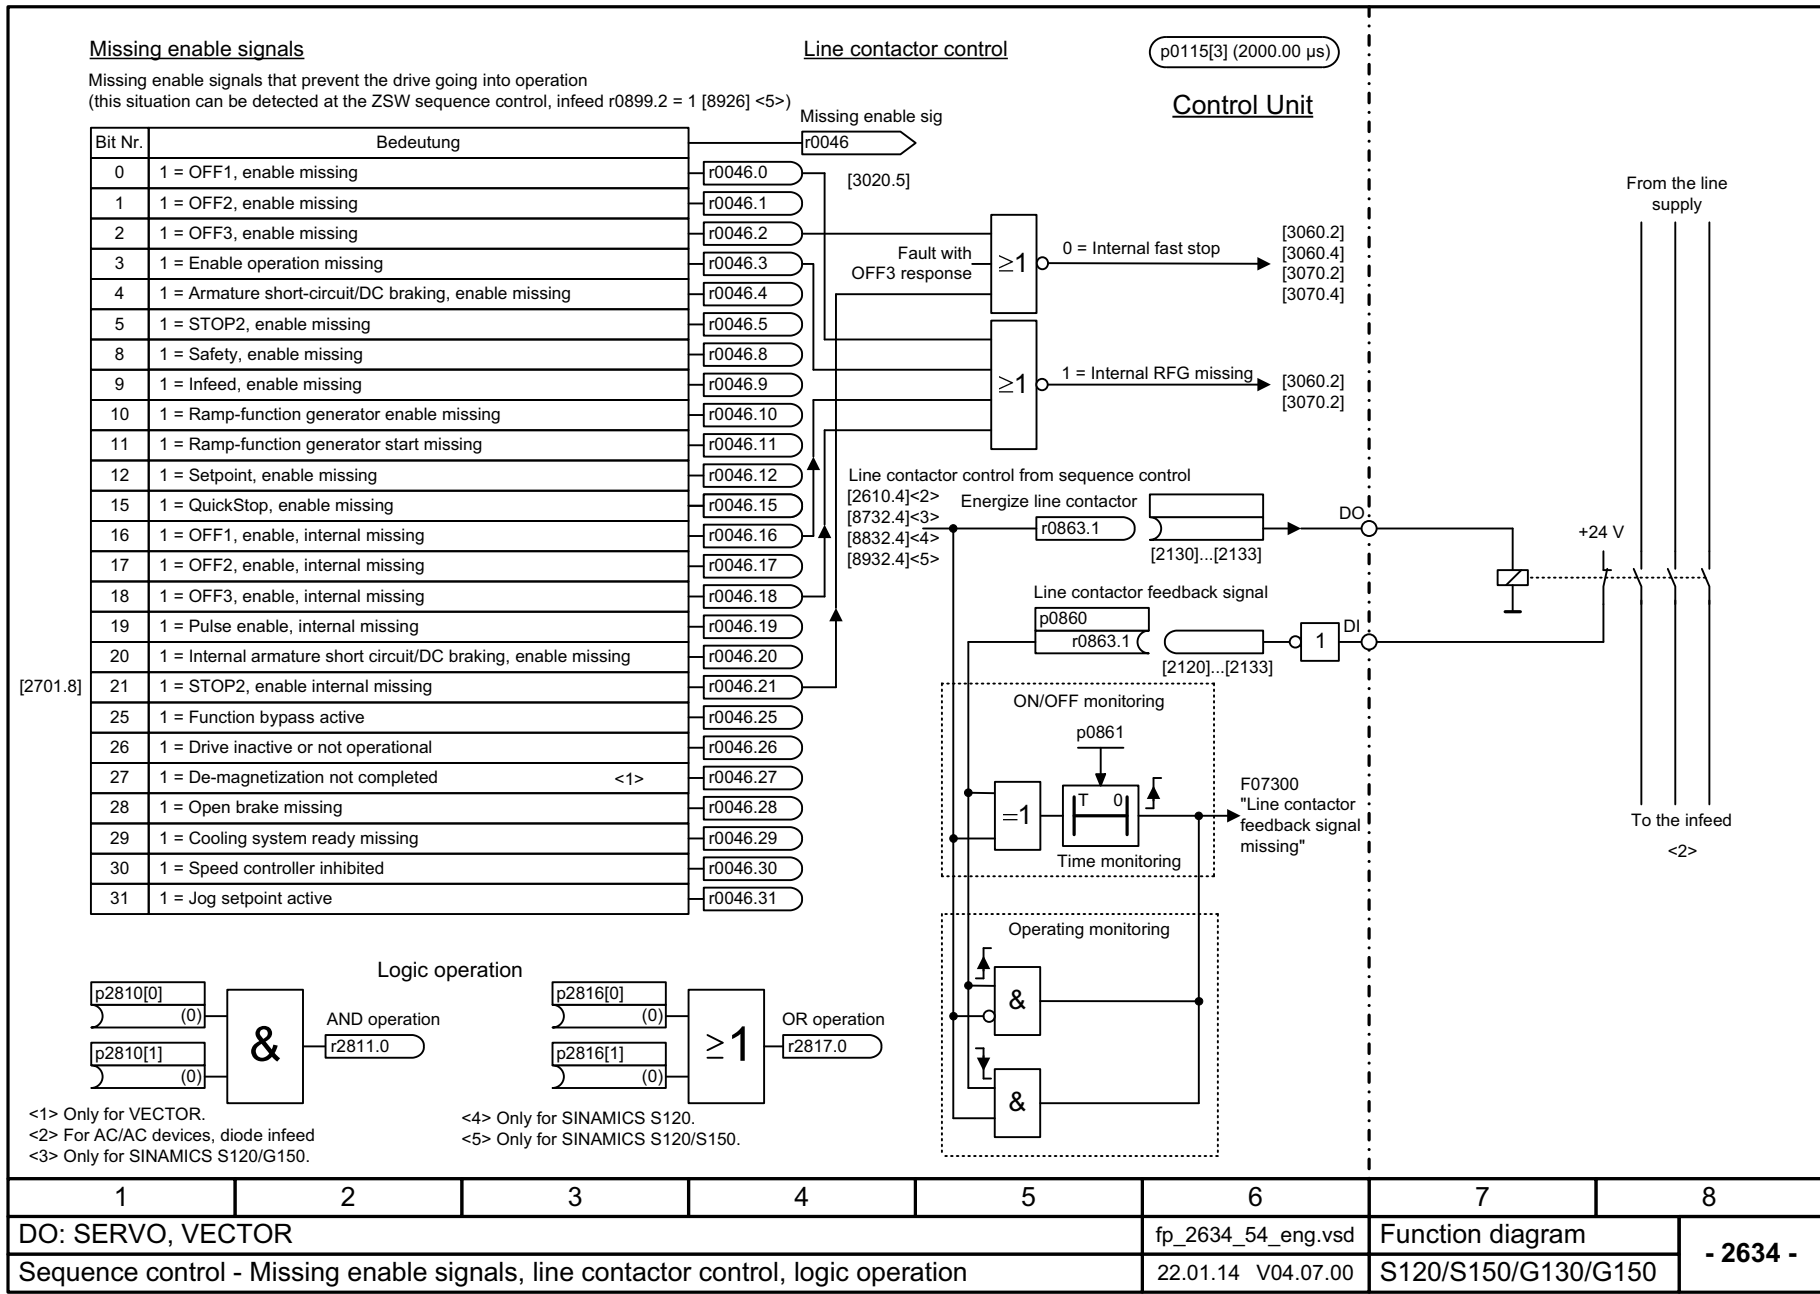 Missing enable signals
Line contactor control
p0115[3] (2000.00 µs)
Missing enable signals that prevent the drive going into operation
(this situation can be detected at the ZSW sequence control, infeed r0899.2 = 1 [8926] <5>)
Control Unit
Missing enable sig
r0046
[3020.5]
Bit Nr. Bedeutung
0 1 = OFF1, enable missing r0046.0
1 1 = OFF2, enable missing r0046.1
2 1 = OFF3, enable missing r0046.2
3 1 = Enable operation missing r0046.3
4 1 = Armature short-circuit/DC braking, enable missing r0046.4
5 1 = STOP2, enable missing r0046.5
8 1 = Safety, enable missing r0046.8
9 1 = Infeed, enable missing r0046.9
10 1 = Ramp-function generator enable missing r0046.10
11 1 = Ramp-function generator start missing r0046.11
12 1 = Setpoint, enable missing r0046.12
15 1 = QuickStop, enable missing r0046.15
16 1 = OFF1, enable, internal missing r0046.16
17 1 = OFF2, enable, internal missing r0046.17
18 1 = OFF3, enable, internal missing r0046.18
19 1 = Pulse enable, internal missing r0046.19
20 1 = Internal armature short circuit/DC braking, enable missing r0046.20
[2701.8] 21 1 = STOP2, enable internal missing r0046.21
25 1 = Function bypass active r0046.25
26 1 = Drive inactive or not operational r0046.26
27 1 = De-magnetization not completed <1> r0046.27
28 1 = Open brake missing r0046.28
29 1 = Cooling system ready missing r0046.29
30 1 = Speed controller inhibited r0046.30
31 1 = Jog setpoint active r0046.31
Fault with
OFF3 response
≥1
0 = Internal fast stop
[3060.2]
[3060.4]
[3070.2]
[3070.4]
≥1
1 = Internal RFG missing
[3060.2]
[3070.2]
Line contactor control from sequence control
[2610.4]<2>
[8732.4]<3>
[8832.4]<4>
[8932.4]<5>
Energize line contactor
r0863.1
[2130]...[2133]
DO
Line contactor feedback signal
p0860
r0863.1
[2120]...[2133]
1
DI
From the line
supply
+24 V
To the infeed
<2>
ON/OFF monitoring
p0861
=1
T 0
Time monitoring
F07300
"Line contactor
feedback signal
missing"
Operating monitoring
&
&
Logic operation
p2810[0]
(0)
p2810[1]
(0)
&
AND operation
r2811.0
p2816[0]
(0)
p2816[1]
(0)
≥1
OR operation
r2817.0
<1> Only for VECTOR.
<2> For AC/AC devices, diode infeed
<3> Only for SINAMICS S120/G150.
<4> Only for SINAMICS S120.
<5> Only for SINAMICS S120/S150.
1 2 3 4 5 6 7 8
DO: SERVO, VECTOR
fp_2634_54_eng.vsd
Function diagram
- 2634 -
Sequence control - Missing enable signals, line contactor control, logic operation
22.01.14 V04.07.00
S120/S150/G130/G150